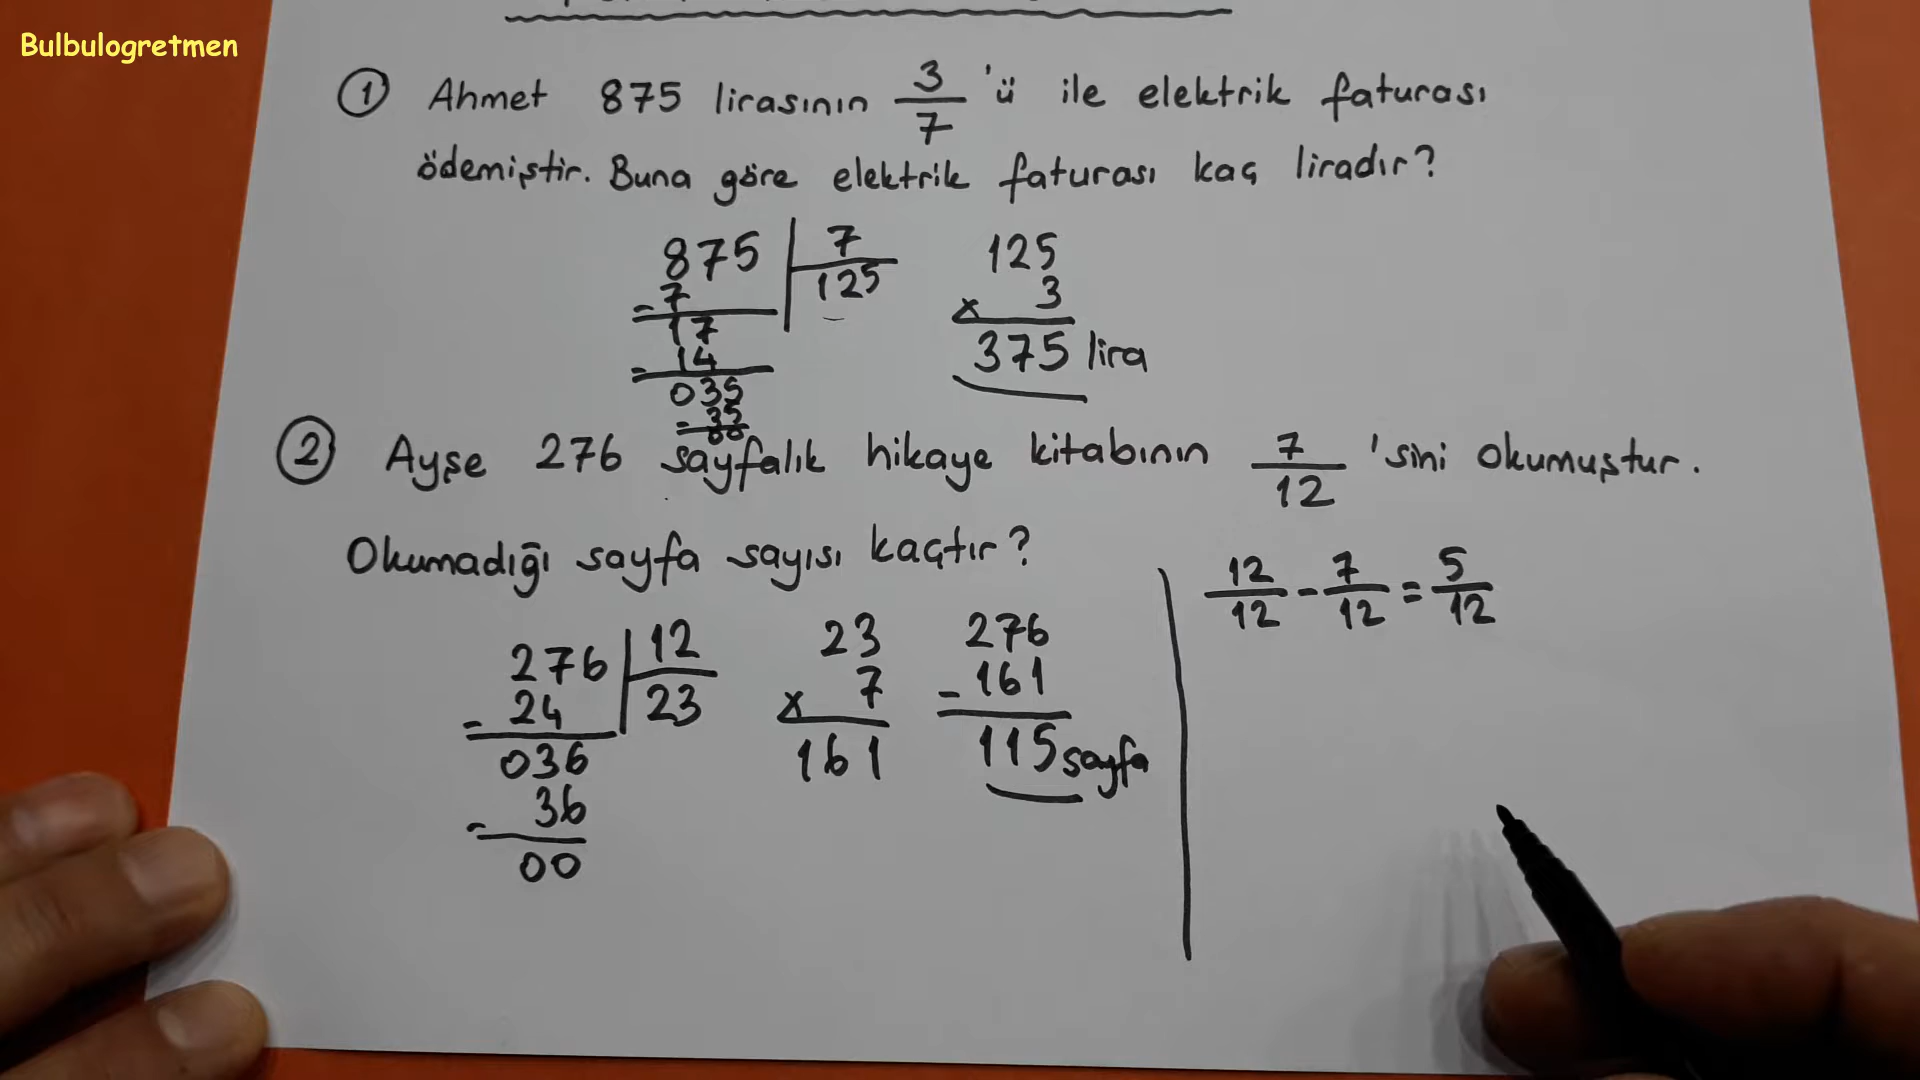 Bulbulogretmen
① Ahmet 875 lirasının 3/7 'ü ile elektrik faturası
ödemiştir. Buna göre elektrik faturası kaç liradır?
875 | 7
125
- 7
17
- 14
035
- 35
00
125
x 3
375 lira
② Ayşe 276 sayfalık hikaye kitabının 7/12 'sini okumuştur.
Okumadığı sayfa sayısı kaçtır?
276 | 12
23
- 24
036
- 36
00
23
x 7
161
276
- 161
115 sayfa
12/12 - 7/12 = 5/12